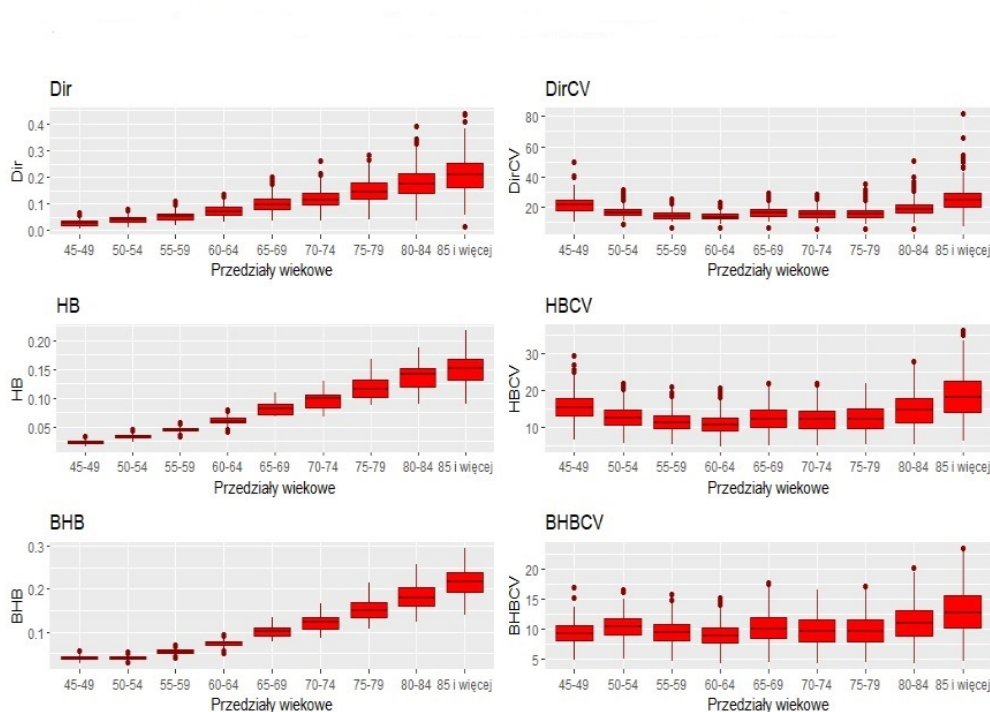 Dir
Dir
0.4
0.3
0.2
0.1
0.0
45-49 50-54 55-59 60-64 65-69 70-74 75-79 80-84 85 i więcej
Przedziały wiekowe
DirCV
DirCV
80
60
40
20
45-49 50-54 55-59 60-64 65-69 70-74 75-79 80-84 85 i więcej
Przedziały wiekowe
HB
HB
0.20
0.15
0.10
0.05
45-49 50-54 55-59 60-64 65-69 70-74 75-79 80-84 85 i więcej
Przedziały wiekowe
HBCV
HBCV
30
20
10
45-49 50-54 55-59 60-64 65-69 70-74 75-79 80-84 85 i więcej
Przedziały wiekowe
BHB
BHB
0.3
0.2
0.1
45-49 50-54 55-59 60-64 65-69 70-74 75-79 80-84 85 i więcej
Przedziały wiekowe
BHBCV
BHBCV
20
15
10
5
45-49 50-54 55-59 60-64 65-69 70-74 75-79 80-84 85 i więcej
Przedziały wiekowe